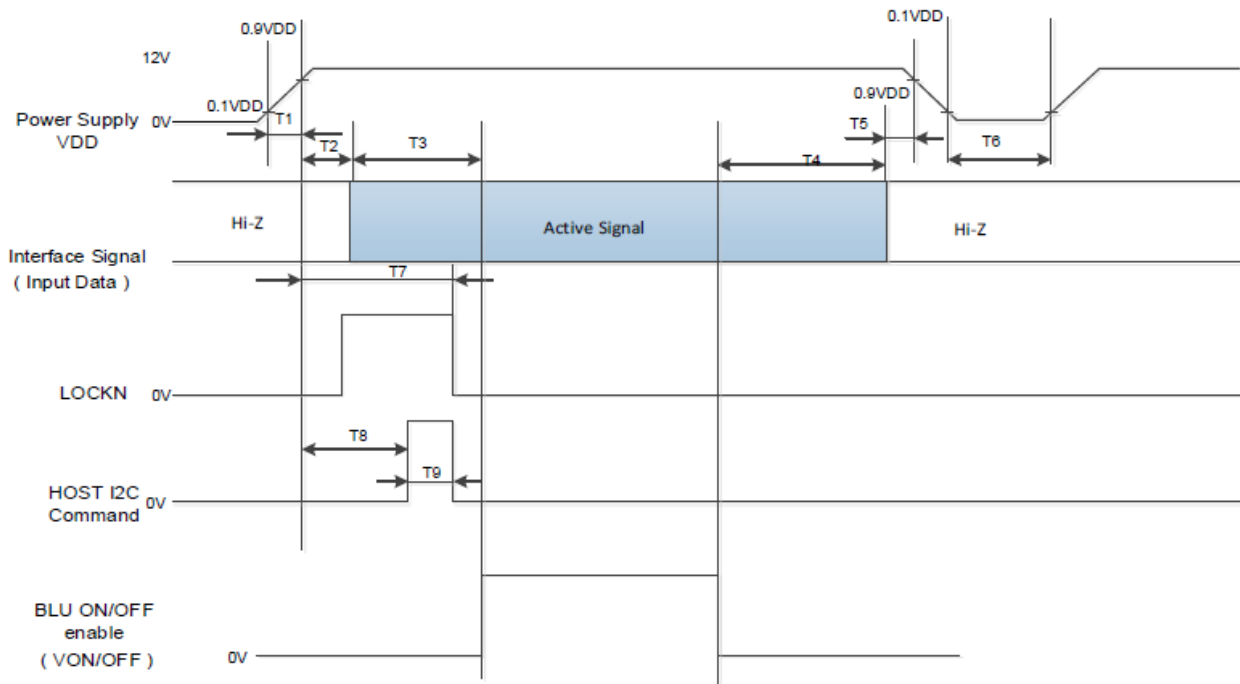 0.9VDD
0.1VDD
12V
0.1VDD
0.9VDD
Power Supply
VDD
0V
T1
T2
T3
T4
T5
T6
Hi-Z
Active Signal
Hi-Z
Interface Signal
( Input Data )
T7
LOCKN
0V
T8
T9
HOST I2C
Command
0V
BLU ON/OFF
enable
( VON/OFF )
0V